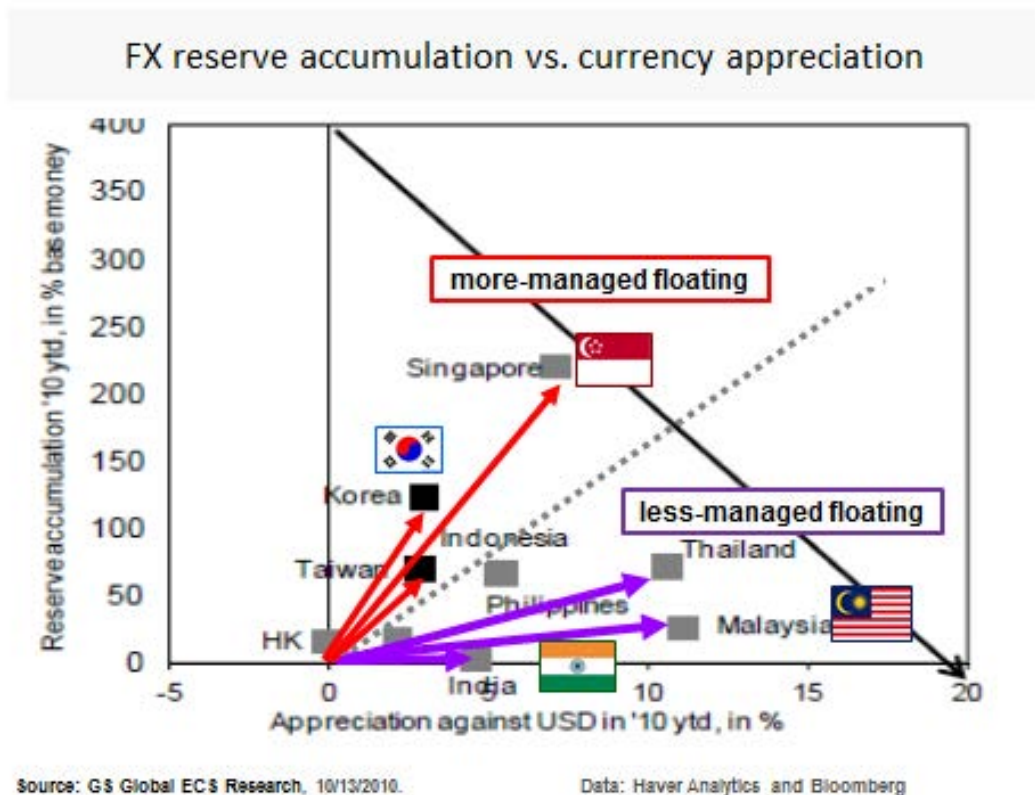 FX reserve accumulation vs. currency appreciation
Reserve accumulation '10 ytd, in % base money
400
350
300
250
200
150
100
50
0
more-managed floating
Singapore
Korea
less-managed floating
Indonesia
Thailand
Taiwan
Philippines
Malaysia
HK
India
-5
0
5
10
15
20
Appreciation against USD in '10 ytd, in %
Source: GS Global ECS Research, 10/13/2010.
Data: Haver Analytics and Bloomberg